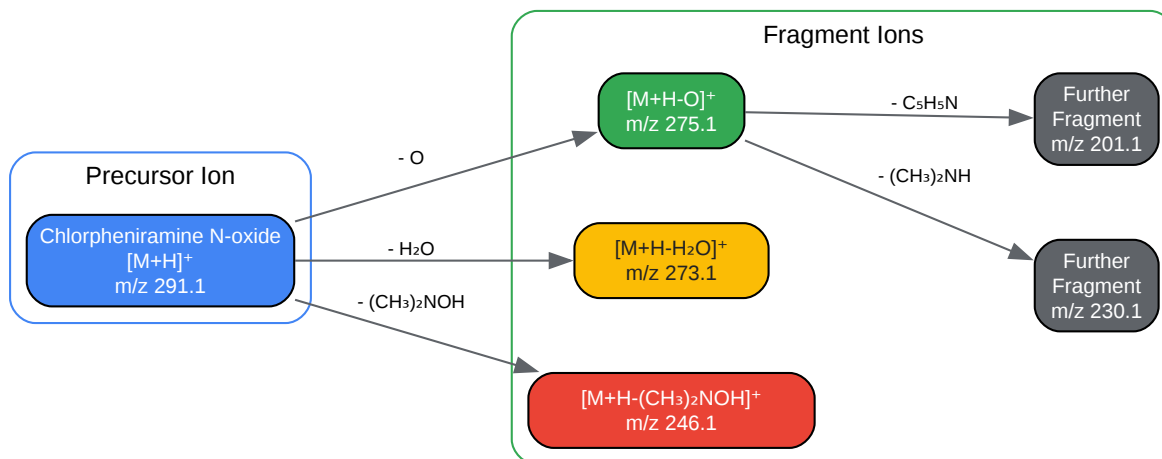 Fragment Ions
Precursor Ion
Chlorpheniramine N-oxide
[M+H]⁺
m/z 291.1
- O
- H₂O
- (CH₃)₂NOH
[M+H-O]⁺
m/z 275.1
[M+H-H₂O]⁺
m/z 273.1
[M+H-(CH₃)₂NOH]⁺
m/z 246.1
- C₅H₅N
- (CH₃)₂NH
Further
Fragment
m/z 201.1
Further
Fragment
m/z 230.1